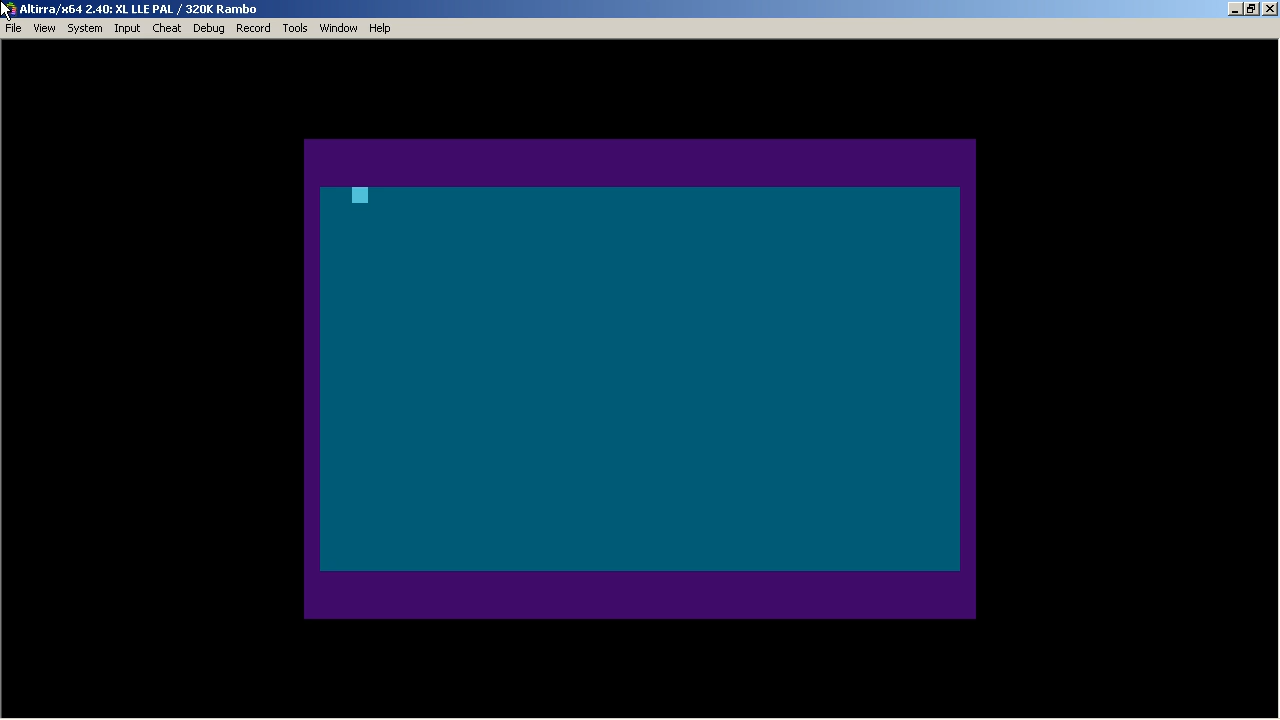 Altirra/x64 2.40: XL LLE PAL / 320K Rambo
File View System Input Cheat Debug Record Tools Window Help